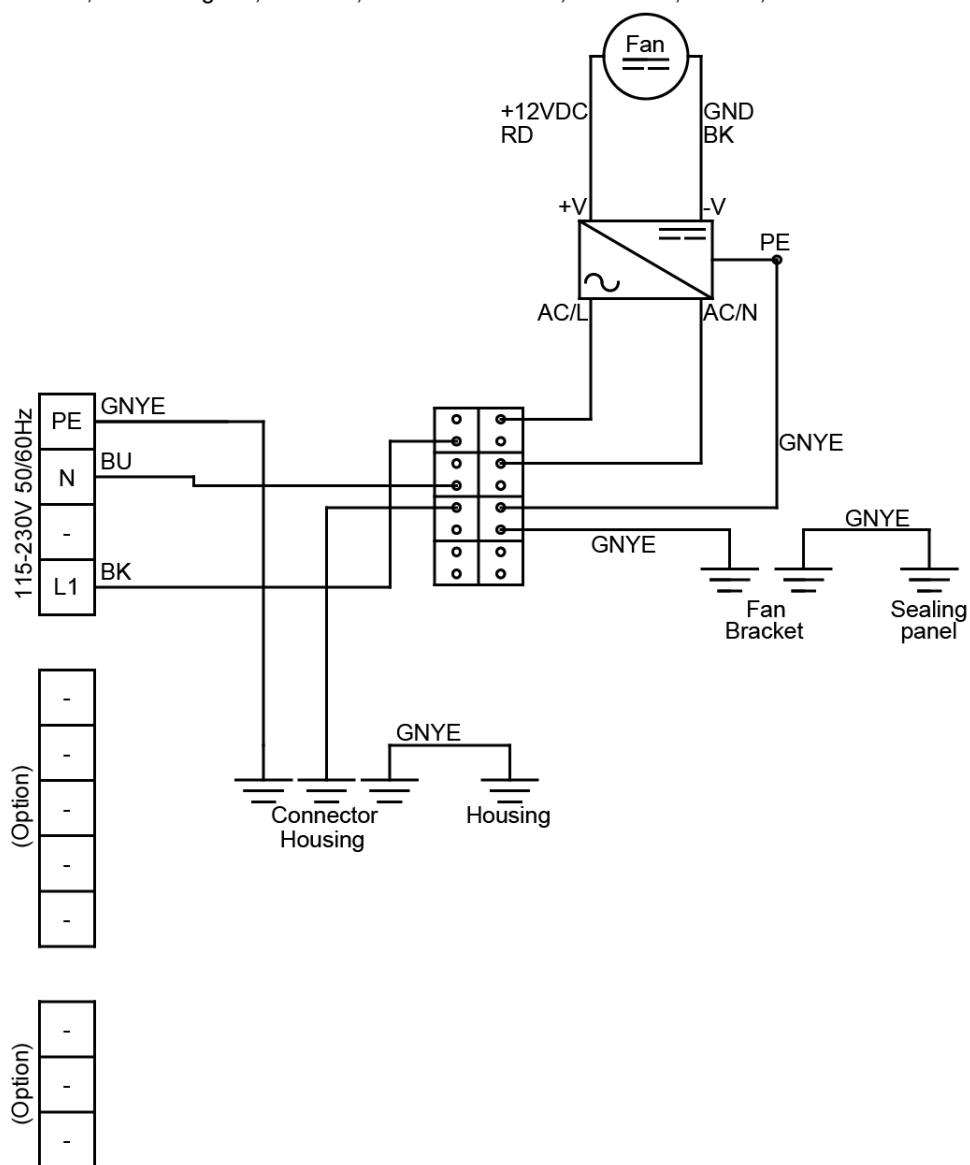 Fan
+12VDC
RD
GND
BK
+V
-V
PE
AC/L
AC/N
115-230V 50/60Hz
PE
GNYE
N
BU
-
L1
BK
GNYE
GNYE
GNYE
Fan
Bracket
Sealing
panel
(Option)
-
-
-
-
-
GNYE
Connector
Housing
Housing
(Option)
-
-
-